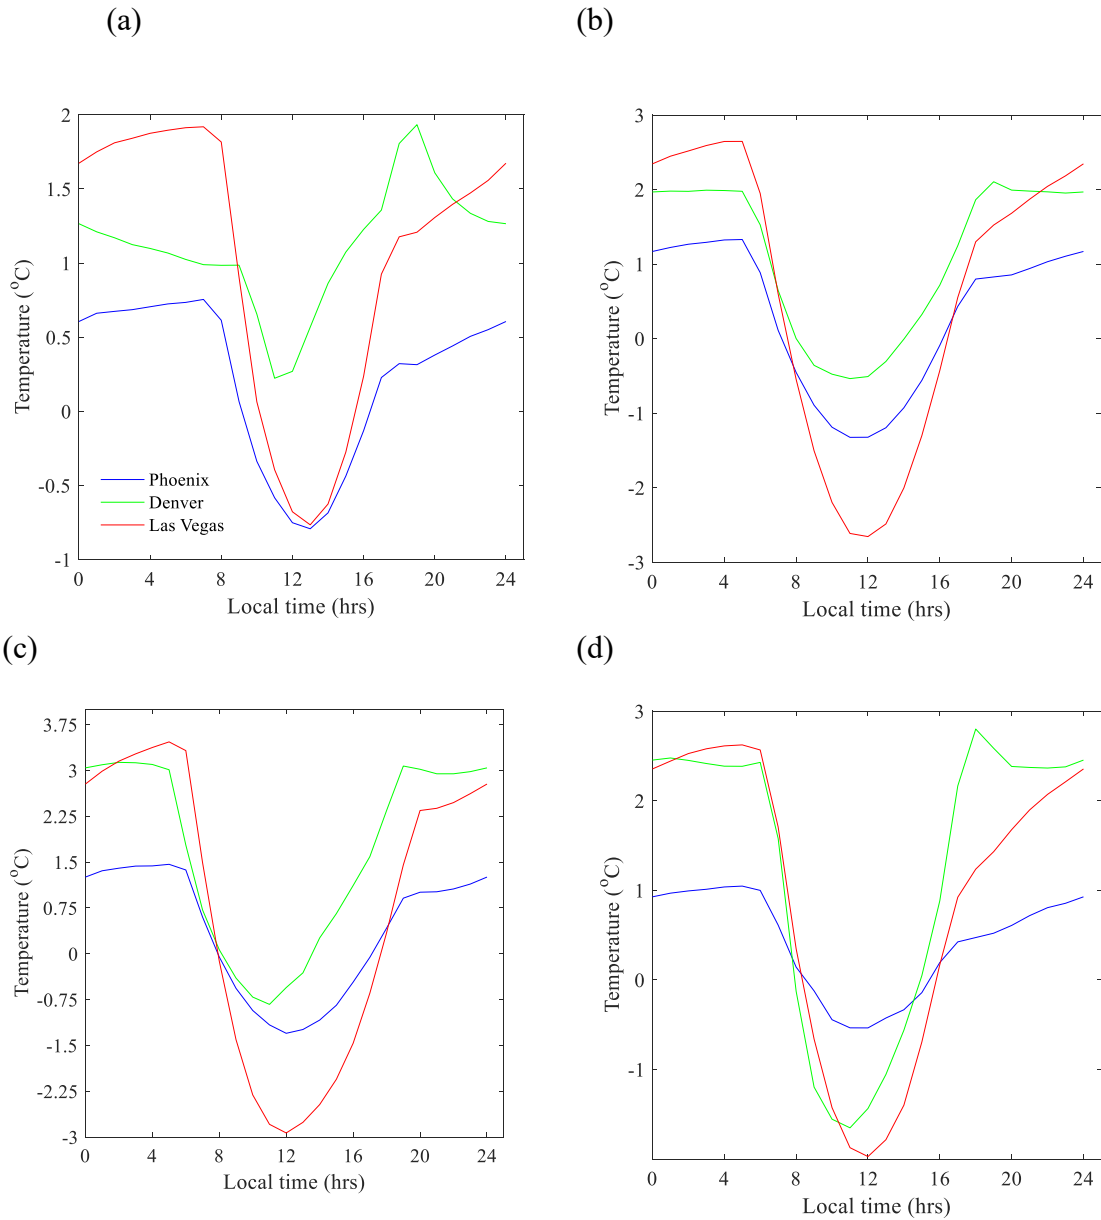 (a)
2
1.5
1
0.5
0
-0.5
-1
0 4 8 12 16 20 24
Temperature (°C)
Local time (hrs)
Phoenix
Denver
Las Vegas
(b)
3
2
1
0
-1
-2
-3
0 4 8 12 16 20 24
Temperature (°C)
Local time (hrs)
(c)
3.75
3
2.25
1.5
0.75
0
-0.75
-1.5
-2.25
-3
0 4 8 12 16 20 24
Temperature (°C)
Local time (hrs)
(d)
3
2
1
0
-1
0 4 8 12 16 20 24
Temperature (°C)
Local time (hrs)